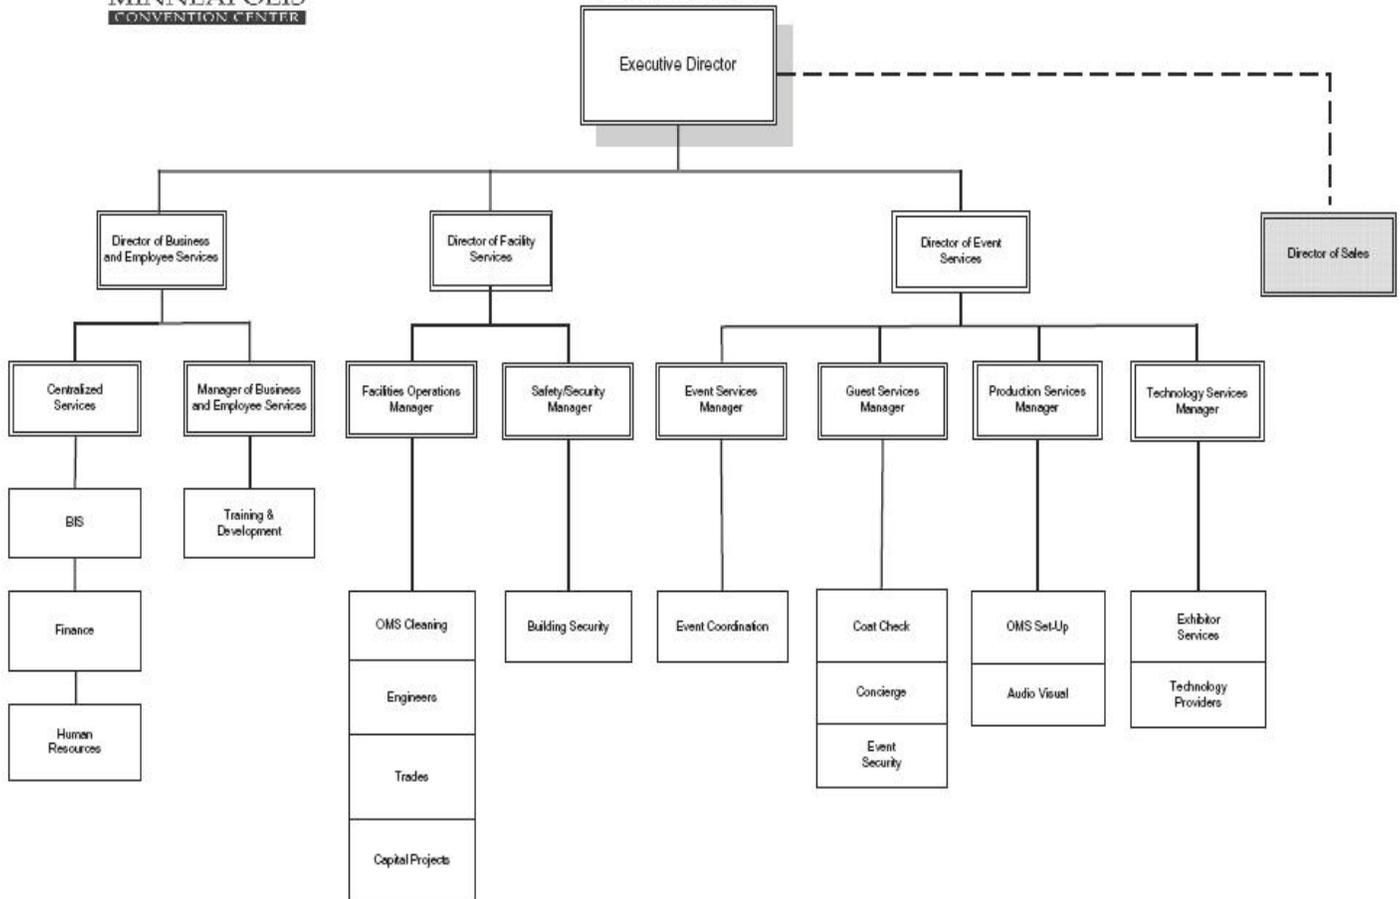 MINNEAPOLIS
CONVENTION CENTER
Executive Director
Director of Business
and Employee Services
Director of Facility
Services
Director of Event
Services
Director of Sales
Centralized
Services
Manager of Business
and Employee Services
Facilities Operations
Manager
Safety/Security
Manager
Event Services
Manager
Guest Services
Manager
Production Services
Manager
Technology Services
Manager
BIS
Training &
Development
Finance
Human
Resources
OMS Cleaning
Engineers
Trades
Capital Projects
Building Security
Event Coordination
Coat Check
Concierge
Event
Security
OMS Set-Up
Audio Visual
Exhibitor
Services
Technology
Providers